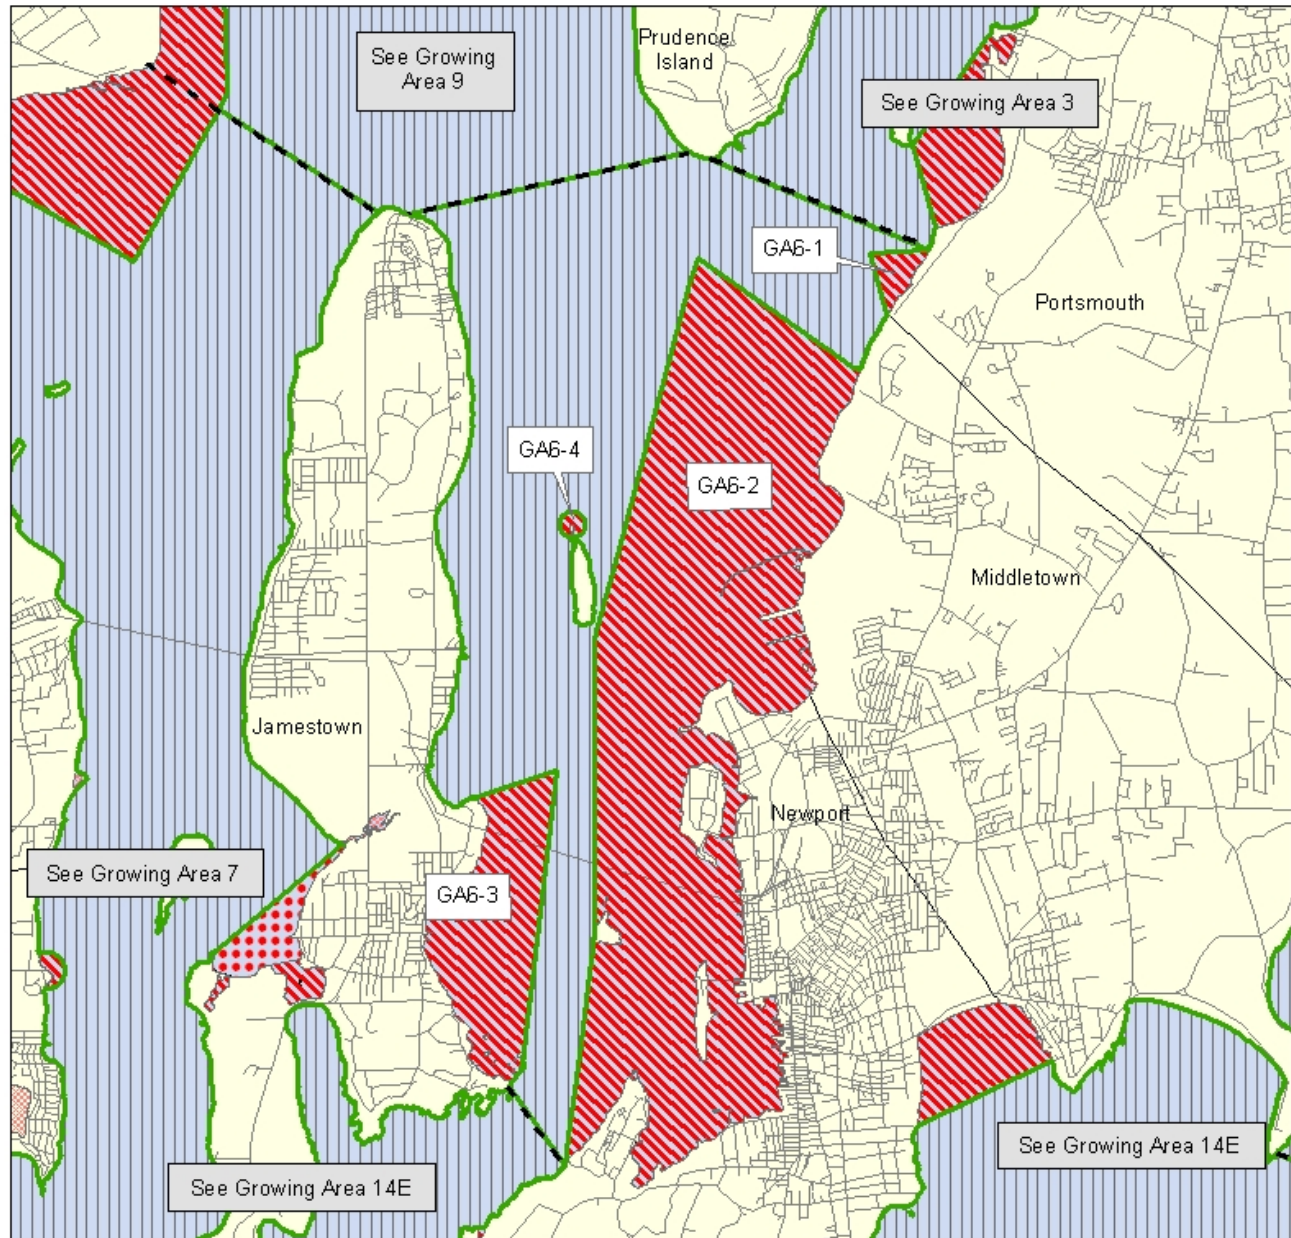 See Growing
Area 9
Prudence
Island
See Growing Area 3
GA6-1
Portsmouth
GA6-4
GA6-2
Middletown
Jamestown
Newport
See Growing Area 7
GA6-3
See Growing Area 14E
See Growing Area 14E